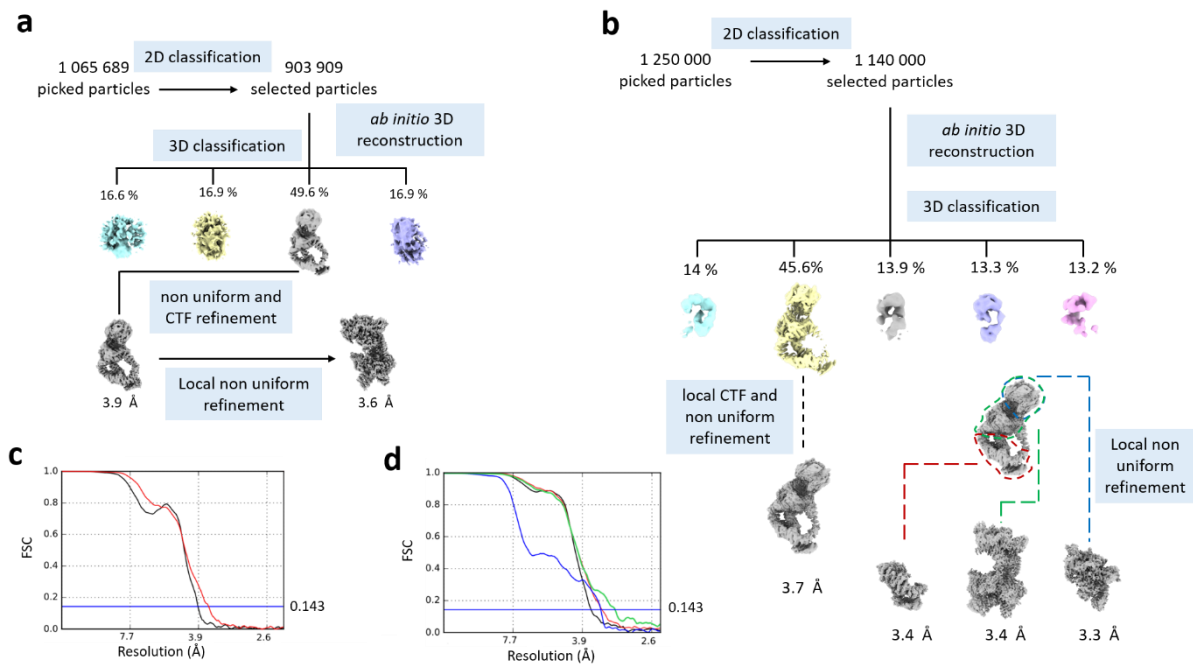 a
2D classification
1 065 689
picked particles
903 909
selected particles
ab initio 3D
reconstruction
3D classification
16.6 %
16.9 %
49.6 %
16.9 %
non uniform and
CTF refinement
Local non uniform
refinement
3.9 Å
3.6 Å
b
2D classification
1 250 000
picked particles
1 140 000
selected particles
ab initio 3D
reconstruction
3D classification
14 %
45.6%
13.9 %
13.3 %
13.2 %
local CTF and
non uniform
refinement
Local non
uniform
refinement
3.7 Å
3.4 Å
3.4 Å
3.3 Å
c
1.0
0.8
0.6
0.4
0.2
0.0
FSC
0.143
7.7
3.9
2.6
Resolution (Å)
d
1.0
0.8
0.6
0.4
0.2
0.0
FSC
0.143
7.7
3.9
2.6
Resolution (Å)